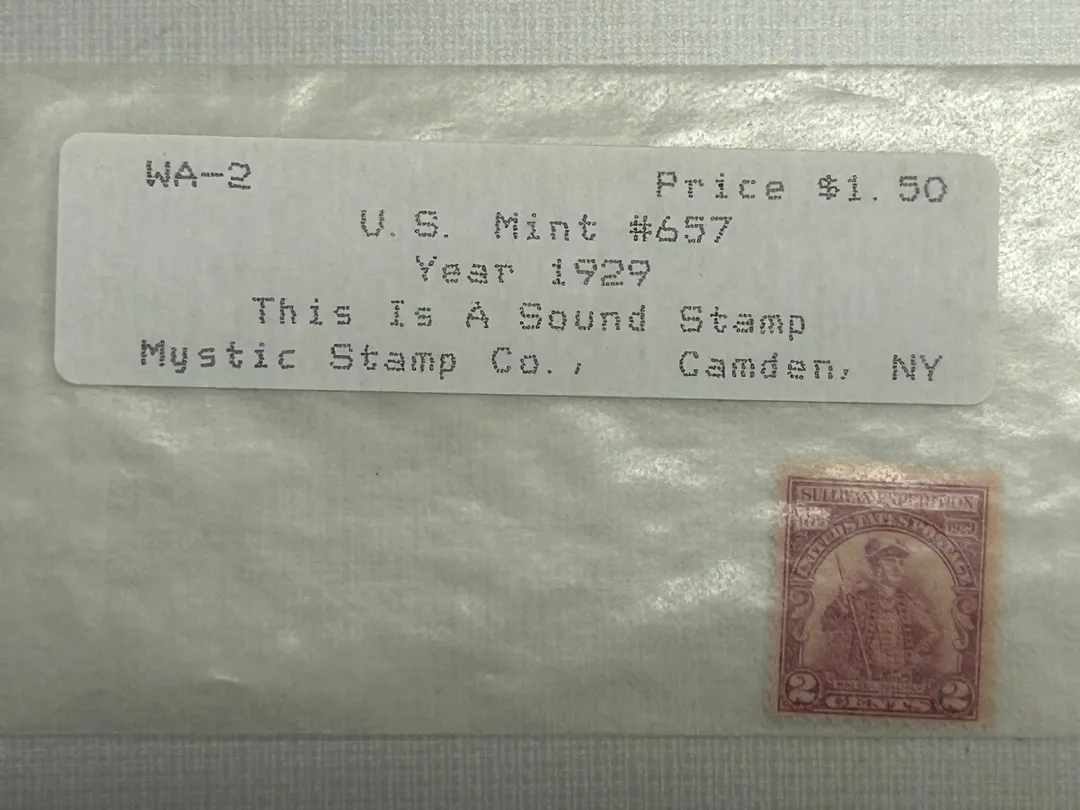 WA-2 Price $1.50
U.S. Mint #657
Year 1929
This Is A Sound Stamp
Mystic Stamp Co., Camden, NY
SULLIVAN EXPEDITION
1929
UNITED STATES POSTAGE
2 CENTS 2